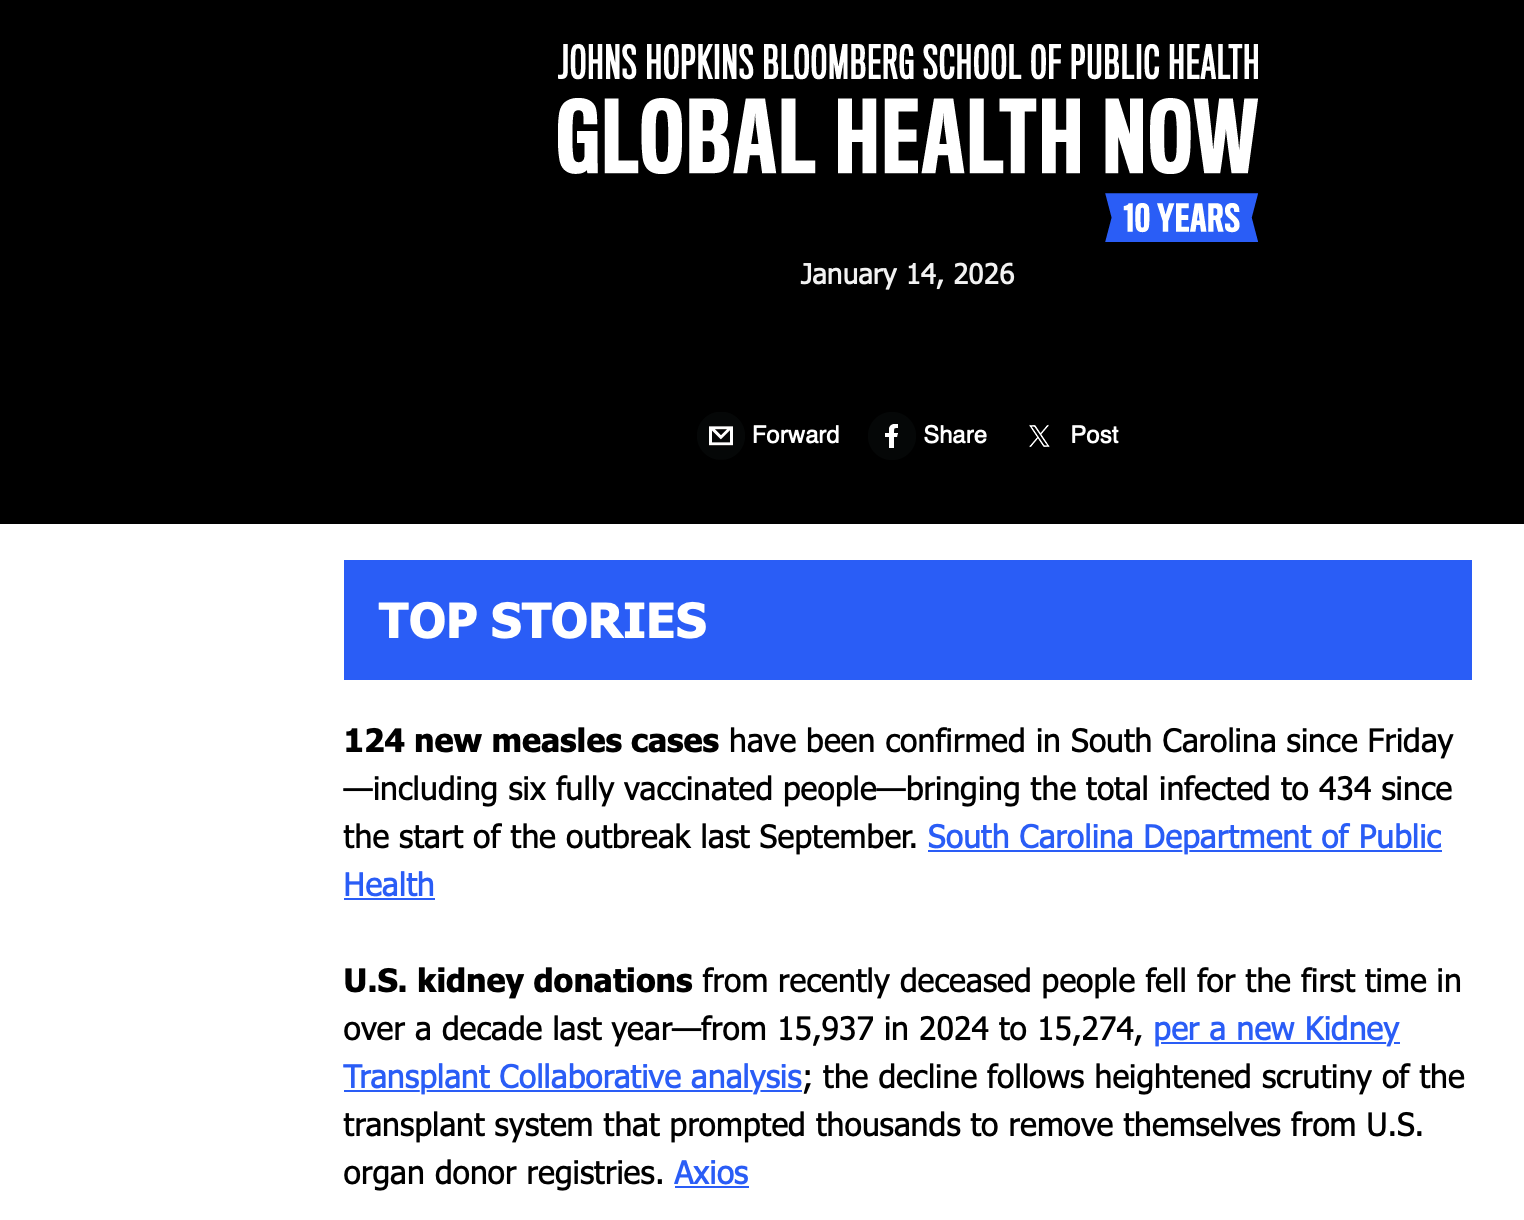 JOHNS HOPKINS BLOOMBERG SCHOOL OF PUBLIC HEALTH
GLOBAL HEALTH NOW
10 YEARS
January 14, 2026
Forward Share Post
TOP STORIES
124 new measles cases have been confirmed in South Carolina since Friday
—including six fully vaccinated people—bringing the total infected to 434 since
the start of the outbreak last September. South Carolina Department of Public
Health
U.S. kidney donations from recently deceased people fell for the first time in
over a decade last year—from 15,937 in 2024 to 15,274, per a new Kidney
Transplant Collaborative analysis; the decline follows heightened scrutiny of the
transplant system that prompted thousands to remove themselves from U.S.
organ donor registries. Axios